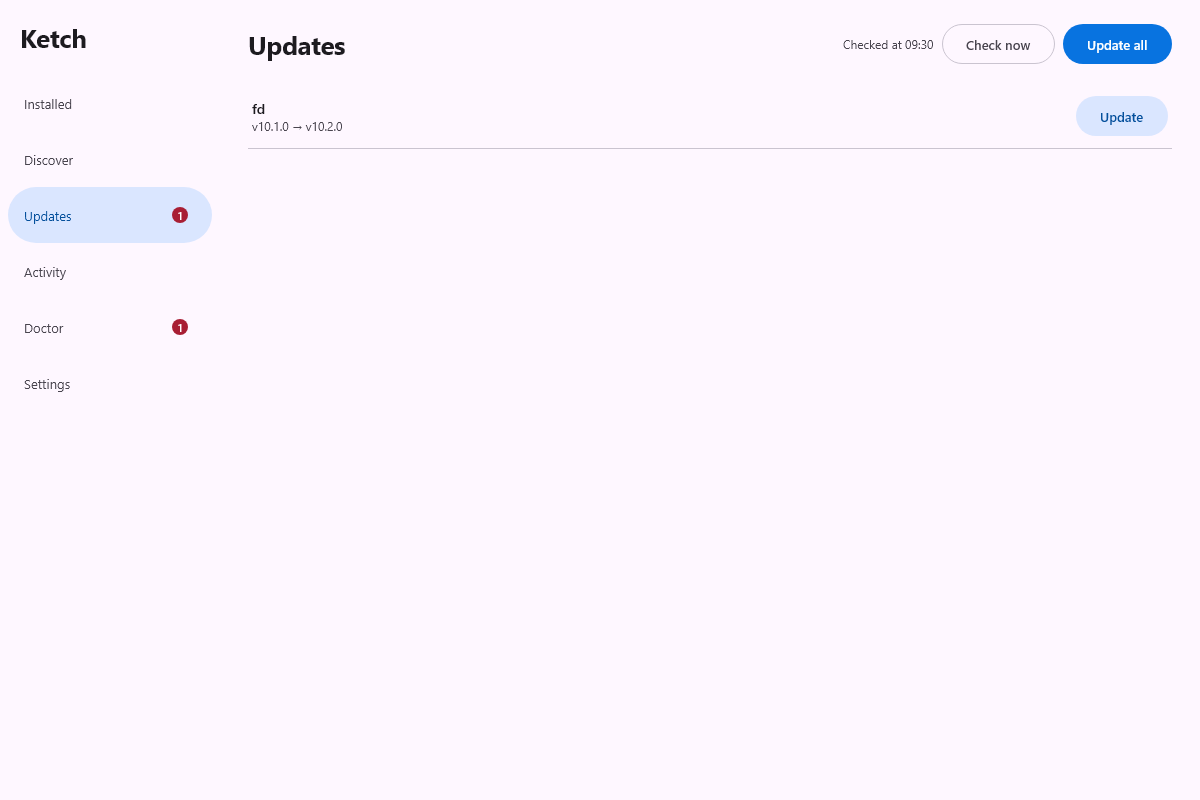 Ketch
Installed
Discover
Updates 1
Activity
Doctor 1
Settings
Updates
Checked at 09:30
Check now
Update all
fd
v10.1.0 → v10.2.0
Update